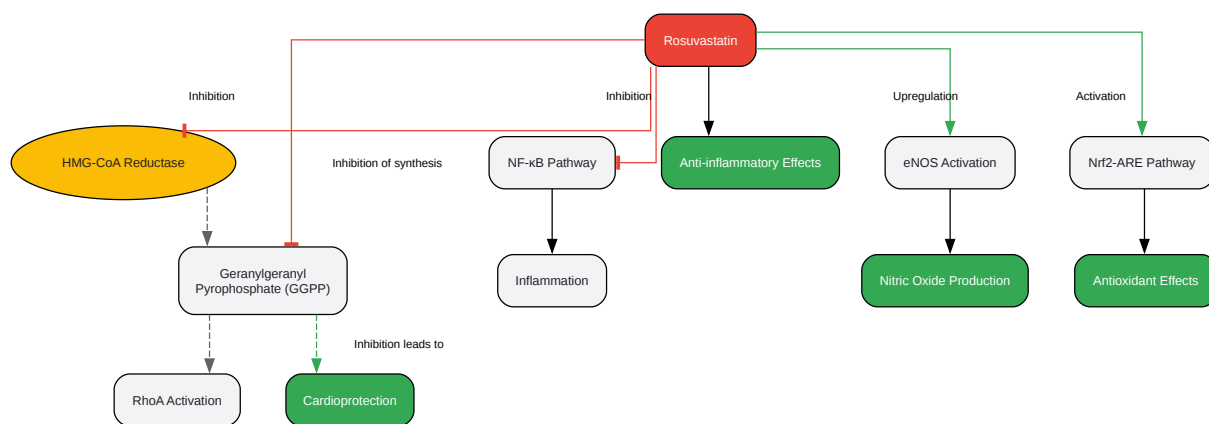 Rosuvastatin
Inhibition
Inhibition
Upregulation
Activation
HMG-CoA Reductase
Inhibition of synthesis
NF-κB Pathway
Anti-inflammatory Effects
eNOS Activation
Nrf2-ARE Pathway
Geranylgeranyl
Pyrophosphate (GGPP)
Inflammation
Nitric Oxide Production
Antioxidant Effects
Inhibition leads to
RhoA Activation
Cardioprotection